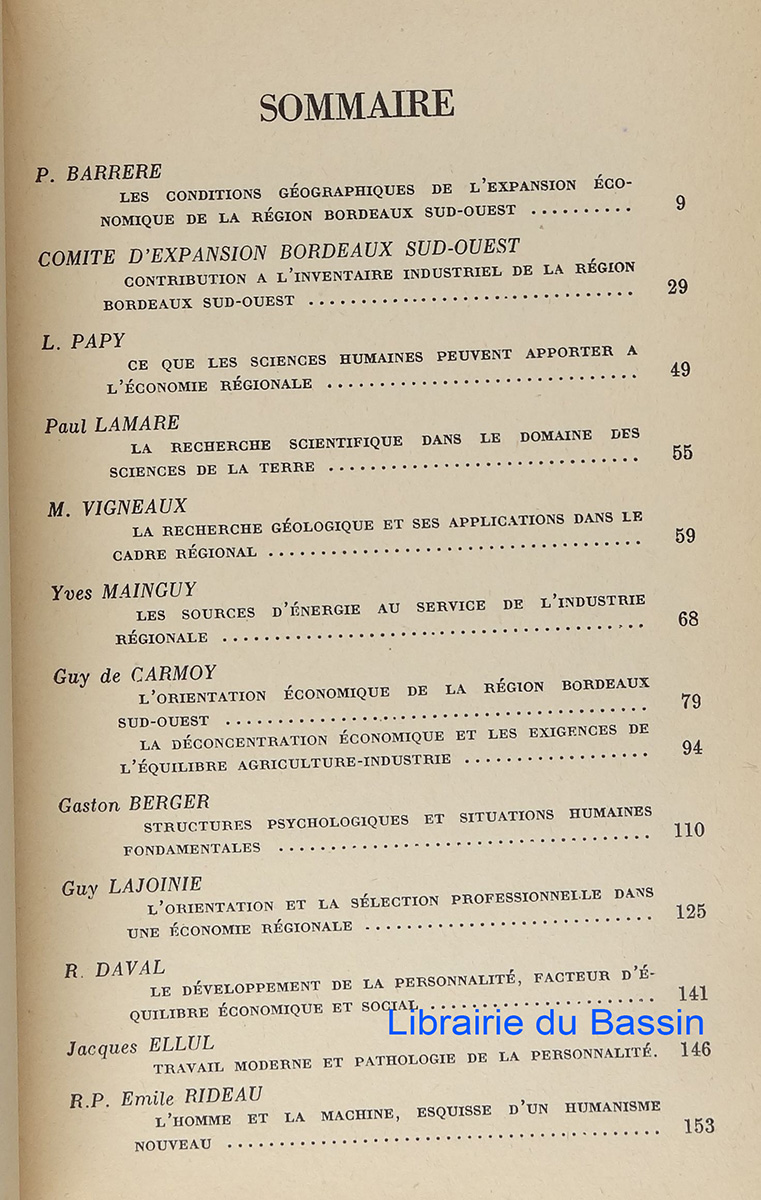 SOMMAIRE
P. BARRERE
LES CONDITIONS GÉOGRAPHIQUES DE L'EXPANSION ÉCO-
NOMIQUE DE LA RÉGION BORDEAUX SUD-OUEST .......... 9
COMITE D'EXPANSION BORDEAUX SUD-OUEST
CONTRIBUTION A L'INVENTAIRE INDUSTRIEL DE LA RÉGION
BORDEAUX SUD-OUEST ................................ 29
L. PAPY
CE QUE LES SCIENCES HUMAINES PEUVENT APPORTER A
L'ÉCONOMIE RÉGIONALE .............................. 49
Paul LAMARE
LA RECHERCHE SCIENTIFIQUE DANS LE DOMAINE DES
SCIENCES DE LA TERRE .............................. 55
M. VIGNEAUX
LA RECHERCHE GÉOLOGIQUE ET SES APPLICATIONS DANS LE
CADRE RÉGIONAL .................................... 59
Yves MAINGUY
LES SOURCES D'ÉNERGIE AU SERVICE DE L'INDUSTRIE
RÉGIONALE ......................................... 68
Guy de CARMOY
L'ORIENTATION ÉCONOMIQUE DE LA RÉGION BORDEAUX
SUD-OUEST ......................................... 79
LA DÉCONCENTRATION ÉCONOMIQUE ET LES EXIGENCES DE
L'ÉQUILIBRE AGRICULTURE-INDUSTRIE .................. 94
Gaston BERGER
STRUCTURES PSYCHOLOGIQUES ET SITUATIONS HUMAINES
FONDAMENTALES ..................................... 110
Guy LAJOINIE
L'ORIENTATION ET LA SÉLECTION PROFESSIONNELLE DANS
UNE ÉCONOMIE RÉGIONALE ............................ 125
R. DAVAL
LE DÉVELOPPEMENT DE LA PERSONNALITÉ, FACTEUR D'É-
QUILIBRE ÉCONOMIQUE ET SOCIAL ..................... 141
Librairie du Bassin
Jacques ELLUL
TRAVAIL MODERNE ET PATHOLOGIE DE LA PERSONNALITÉ. 146
R.P. Emile RIDEAU
L'HOMME ET LA MACHINE, ESQUISSE D'UN HUMANISME
NOUVEAU ........................................... 153